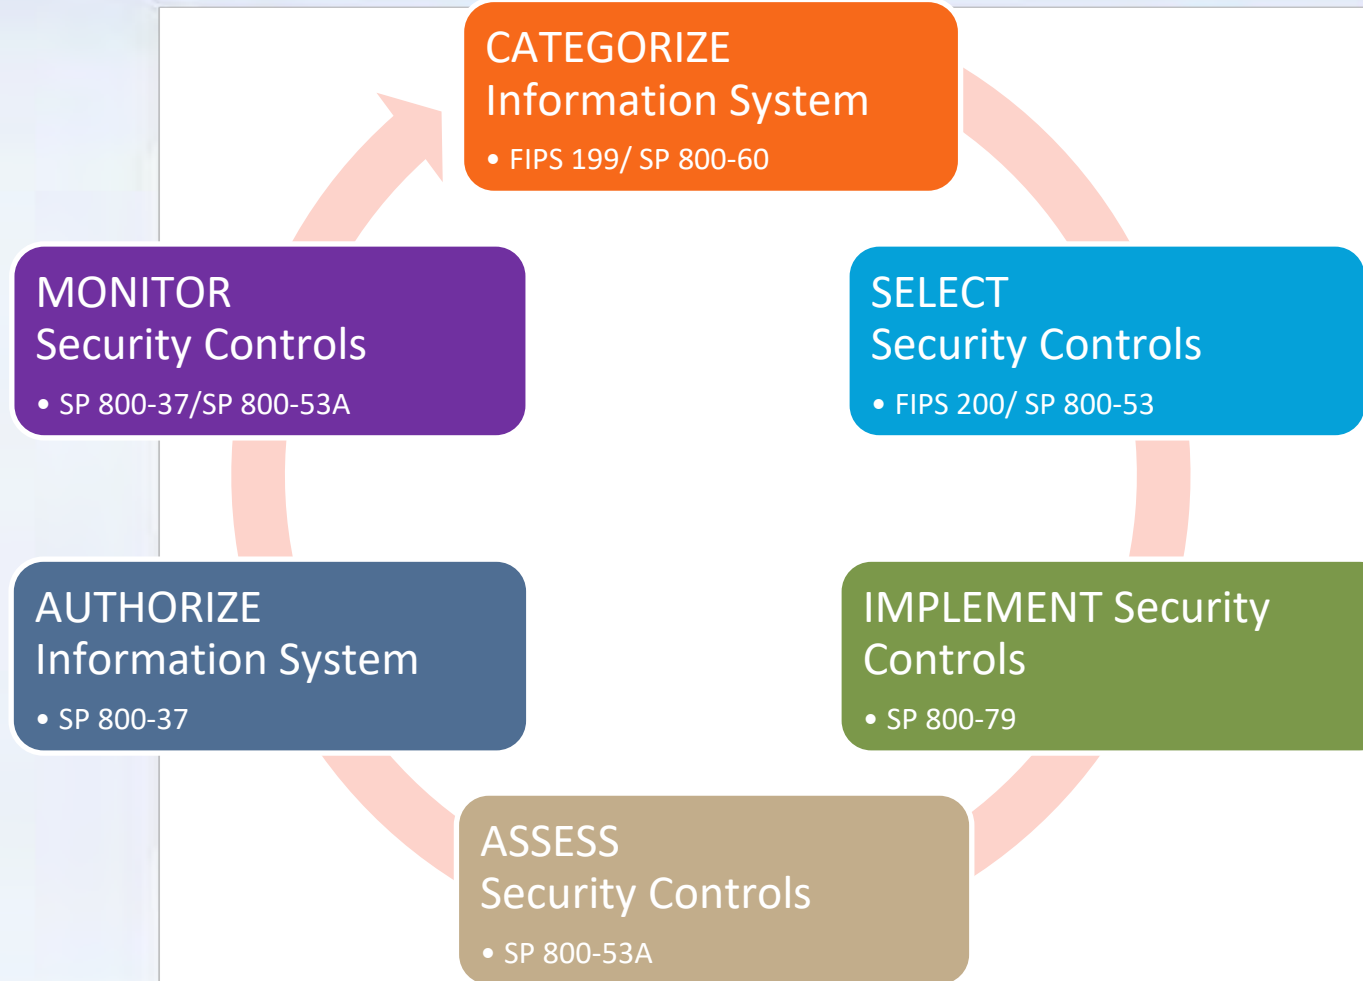 CATEGORIZE
Information System
• FIPS 199/ SP 800-60
SELECT
Security Controls
• FIPS 200/ SP 800-53
IMPLEMENT Security
Controls
• SP 800-79
ASSESS
Security Controls
• SP 800-53A
AUTHORIZE
Information System
• SP 800-37
MONITOR
Security Controls
• SP 800-37/SP 800-53A